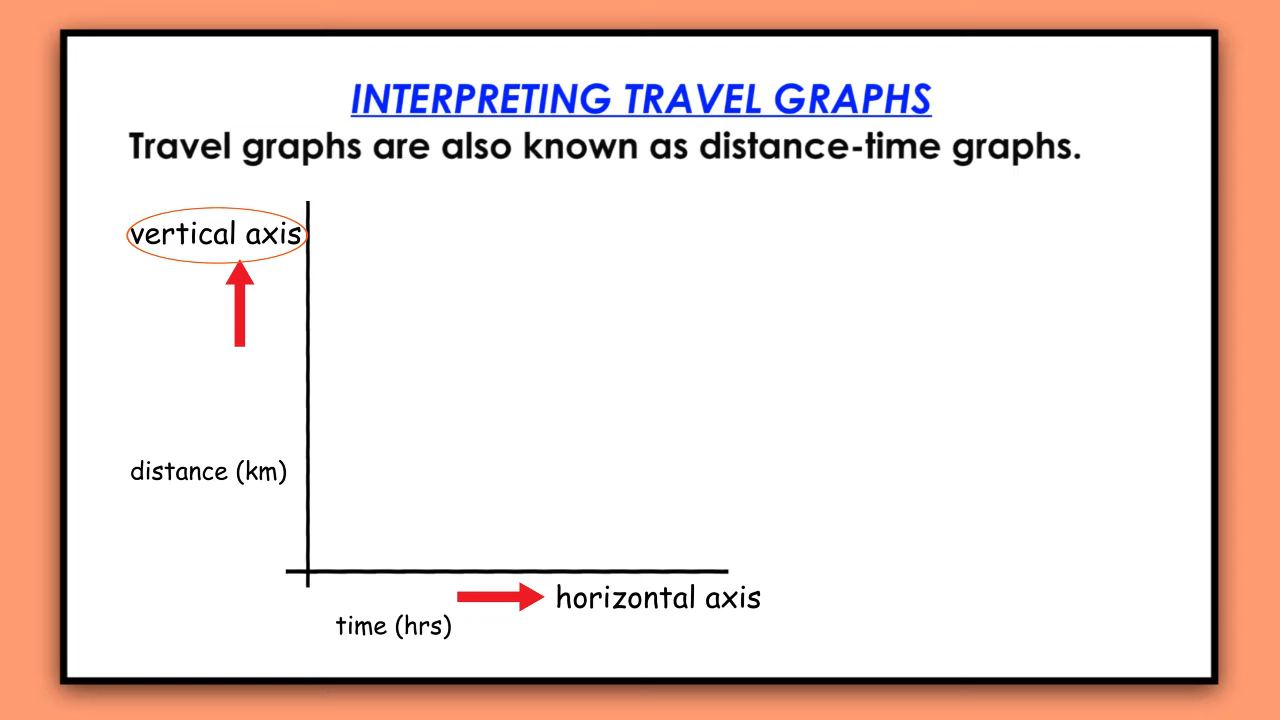 INTERPRETING TRAVEL GRAPHS
Travel graphs are also known as distance-time graphs.
vertical axis
distance (km)
horizontal axis
time (hrs)